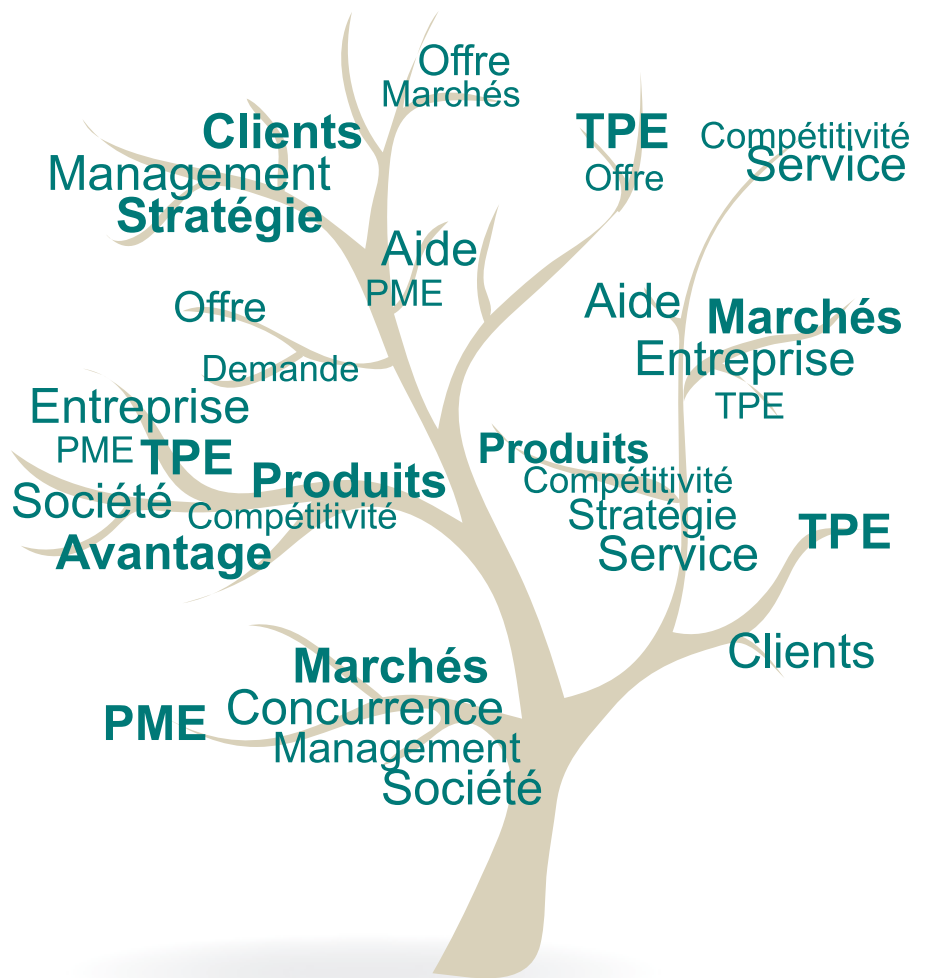 Offre
Marchés
Clients
Management
Stratégie
TPE
Offre
Compétitivité
Service
Aide
PME
Offre
Demande
Aide
Marchés
Entreprise
TPE
Entreprise
PME TPE
Société
Avantage
Produits
Compétitivité
Produits
Compétitivité
Stratégie
Service
TPE
Clients
Marchés
Concurrence
PME
Management
Société